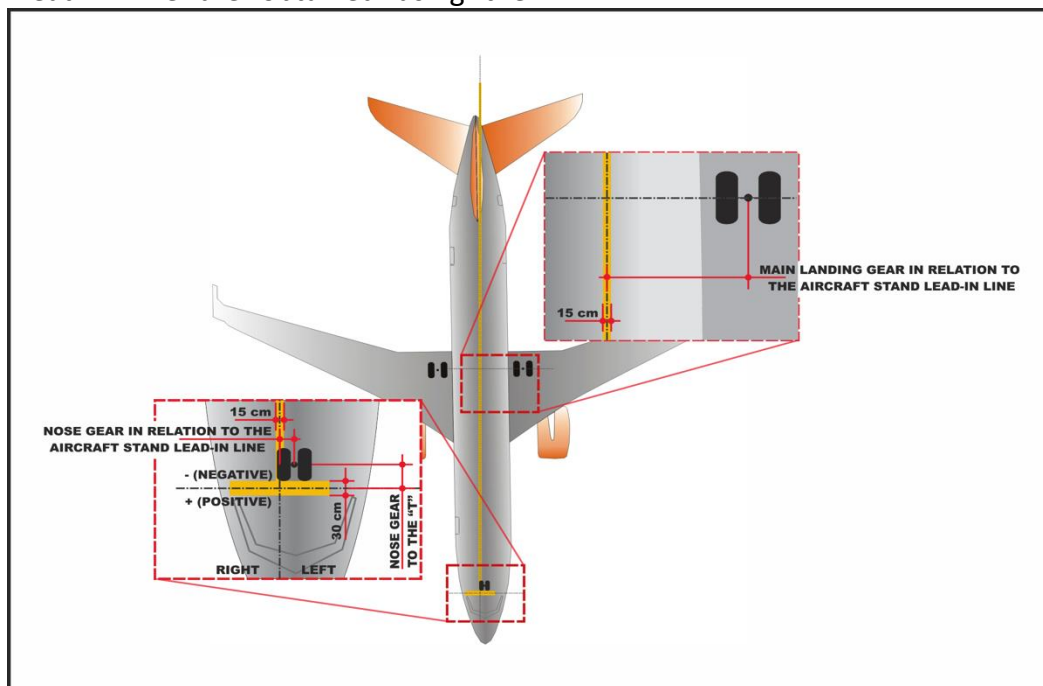 MAIN LANDING GEAR IN RELATION TO
THE AIRCRAFT STAND LEAD-IN LINE
15 cm
15 cm
NOSE GEAR IN RELATION TO THE
AIRCRAFT STAND LEAD-IN LINE
- (NEGATIVE)
+ (POSITIVE)
30 cm
NOSE GEAR
TO THE "T"
RIGHT
LEFT